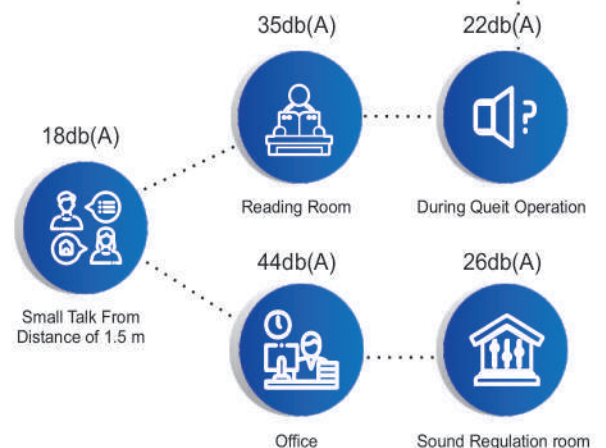 35db(A)
22db(A)
18db(A)
Reading Room
During Queit Operation
44db(A)
26db(A)
Small Talk From
Distance of 1.5 m
Office
Sound Regulation room